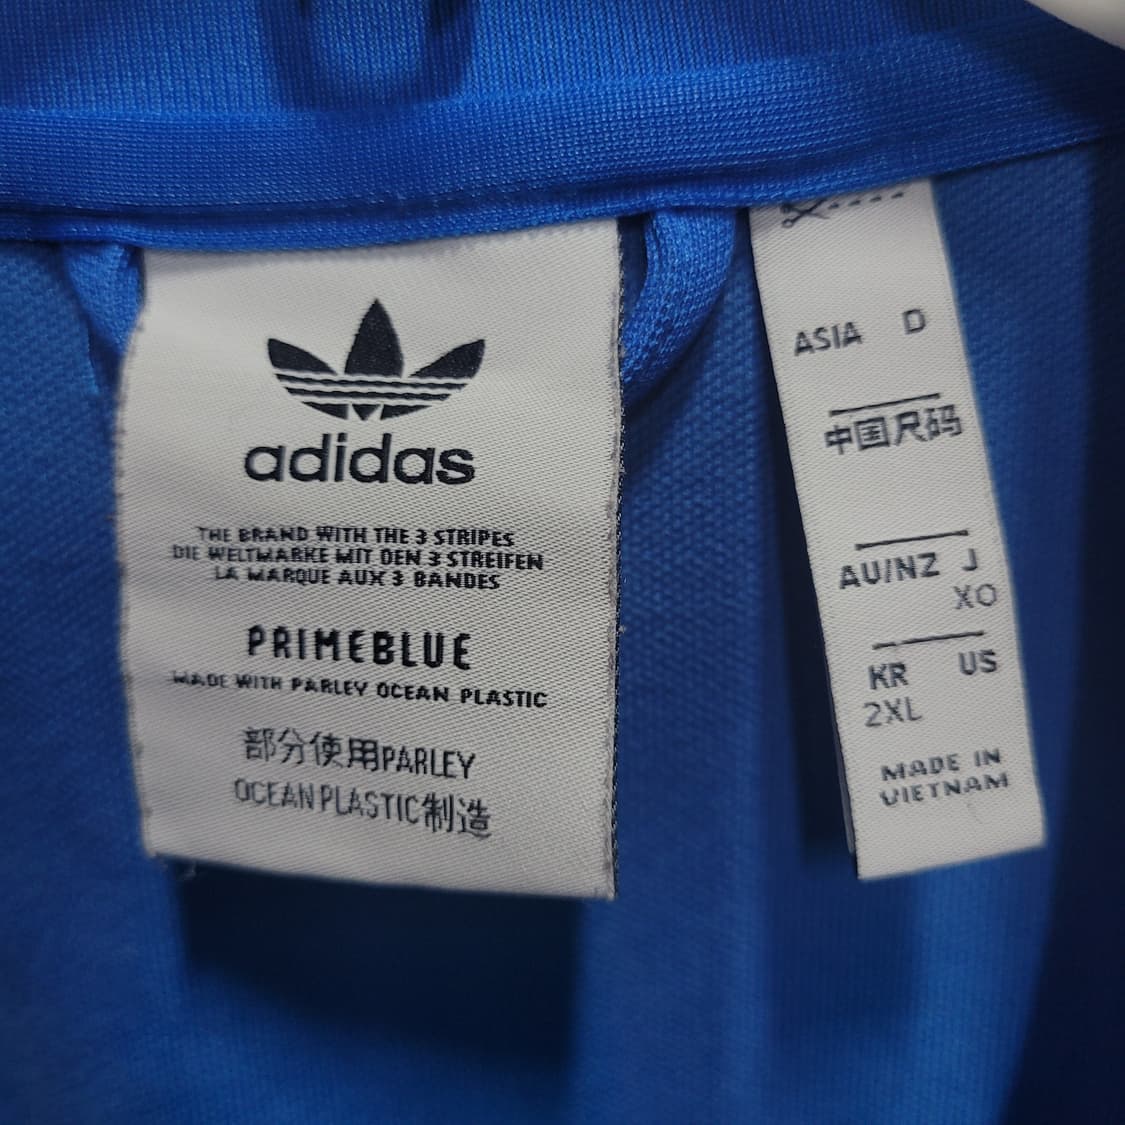 adidas
THE BRAND WITH THE 3 STRIPES
DIE WELTMARKE MIT DEN 3 STREIFEN
LA MARQUE AUX 3 BANDES
PRIMEBLUE
MADE WITH PARLEY OCEAN PLASTIC
部分使用PARLEY
OCEAN PLASTIC制造
ASIA D
中国尺码
AU/NZ J
XO
KR US
2XL
MADE IN
VIETNAM